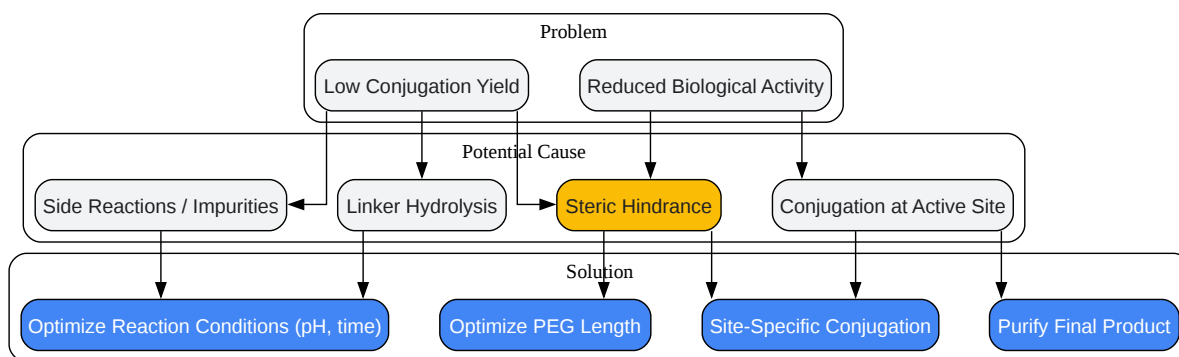 Problem
Low Conjugation Yield
Reduced Biological Activity
Potential Cause
Side Reactions / Impurities
Linker Hydrolysis
Steric Hindrance
Conjugation at Active Site
Solution
Optimize Reaction Conditions (pH, time)
Optimize PEG Length
Site-Specific Conjugation
Purify Final Product